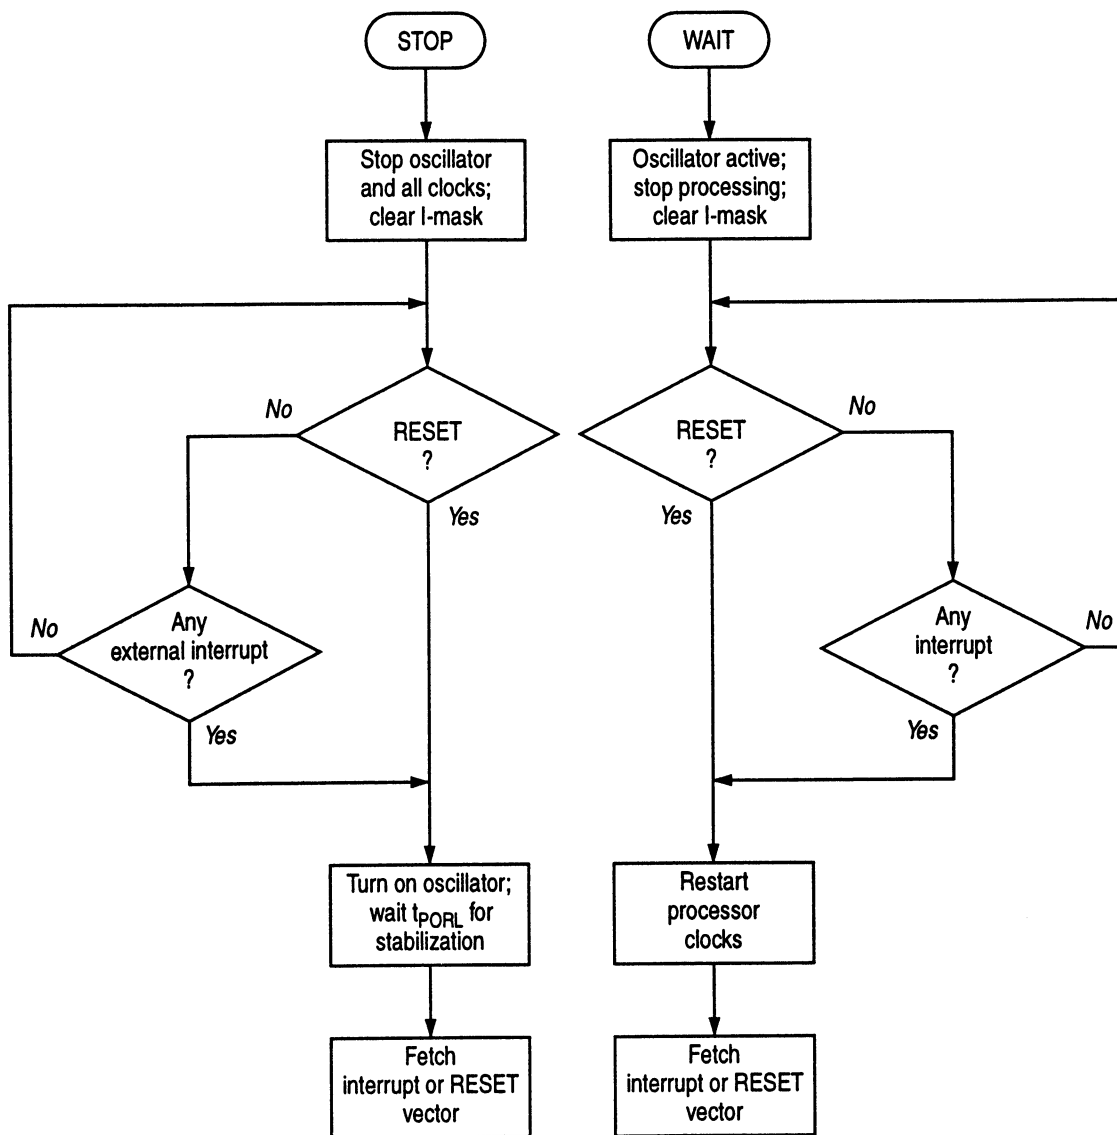 STOP
Stop oscillator
and all clocks;
clear I-mask
RESET
?
No
Yes
Any
external interrupt
?
No
Yes
Turn on oscillator;
wait tPORL for
stabilization
Fetch
interrupt or RESET
vector
WAIT
Oscillator active;
stop processing;
clear I-mask
RESET
?
No
Yes
Any
interrupt
?
No
Yes
Restart
processor
clocks
Fetch
interrupt or RESET
vector